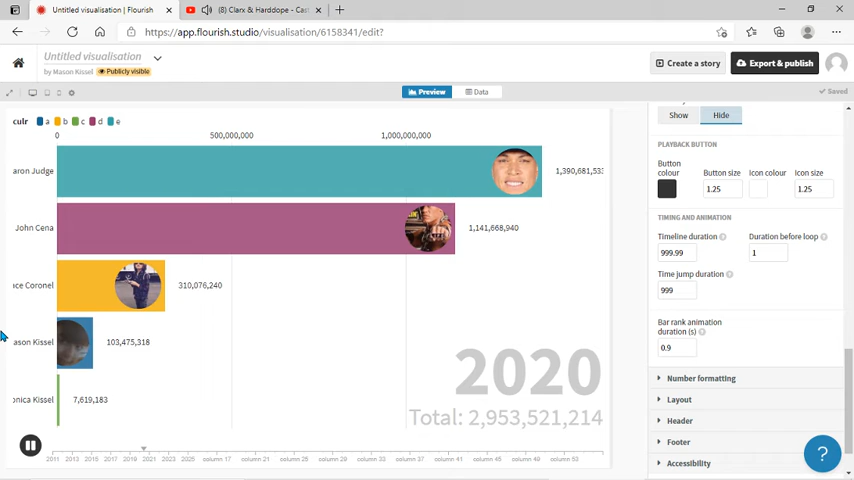 Untitled visualisation | Flourish
(8) Clarx & Harddope - Cas
https://app.flourish.studio/visualisation/6158341/edit?
Untitled visualisation
by Mason Kissel Publicly visible
Create a story
Export & publish
Preview
Data
Saved
culr a b c d e
0 500,000,000 1,000,000,000
aron Judge 1,390,681,533
John Cena 1,141,668,940
ice Coronel 310,076,240
ason Kissel 103,475,318
onica Kissel 7,619,183
2020
Total: 2,953,521,214
2011 2013 2015 2017 2019 2021 2023 2025 column 17 column 21 column 25 column 29 column 33 column 37 column 41 column 45 column 49 column 53
Show Hide
PLAYBACK BUTTON
Button colour Button size Icon colour Icon size
1.25 1.25
TIMING AND ANIMATION
Timeline duration Duration before loop
999.99 1
Time jump duration
999
Bar rank animation
duration (s)
0.9
Number formatting
Layout
Header
Footer
Accessibility
?